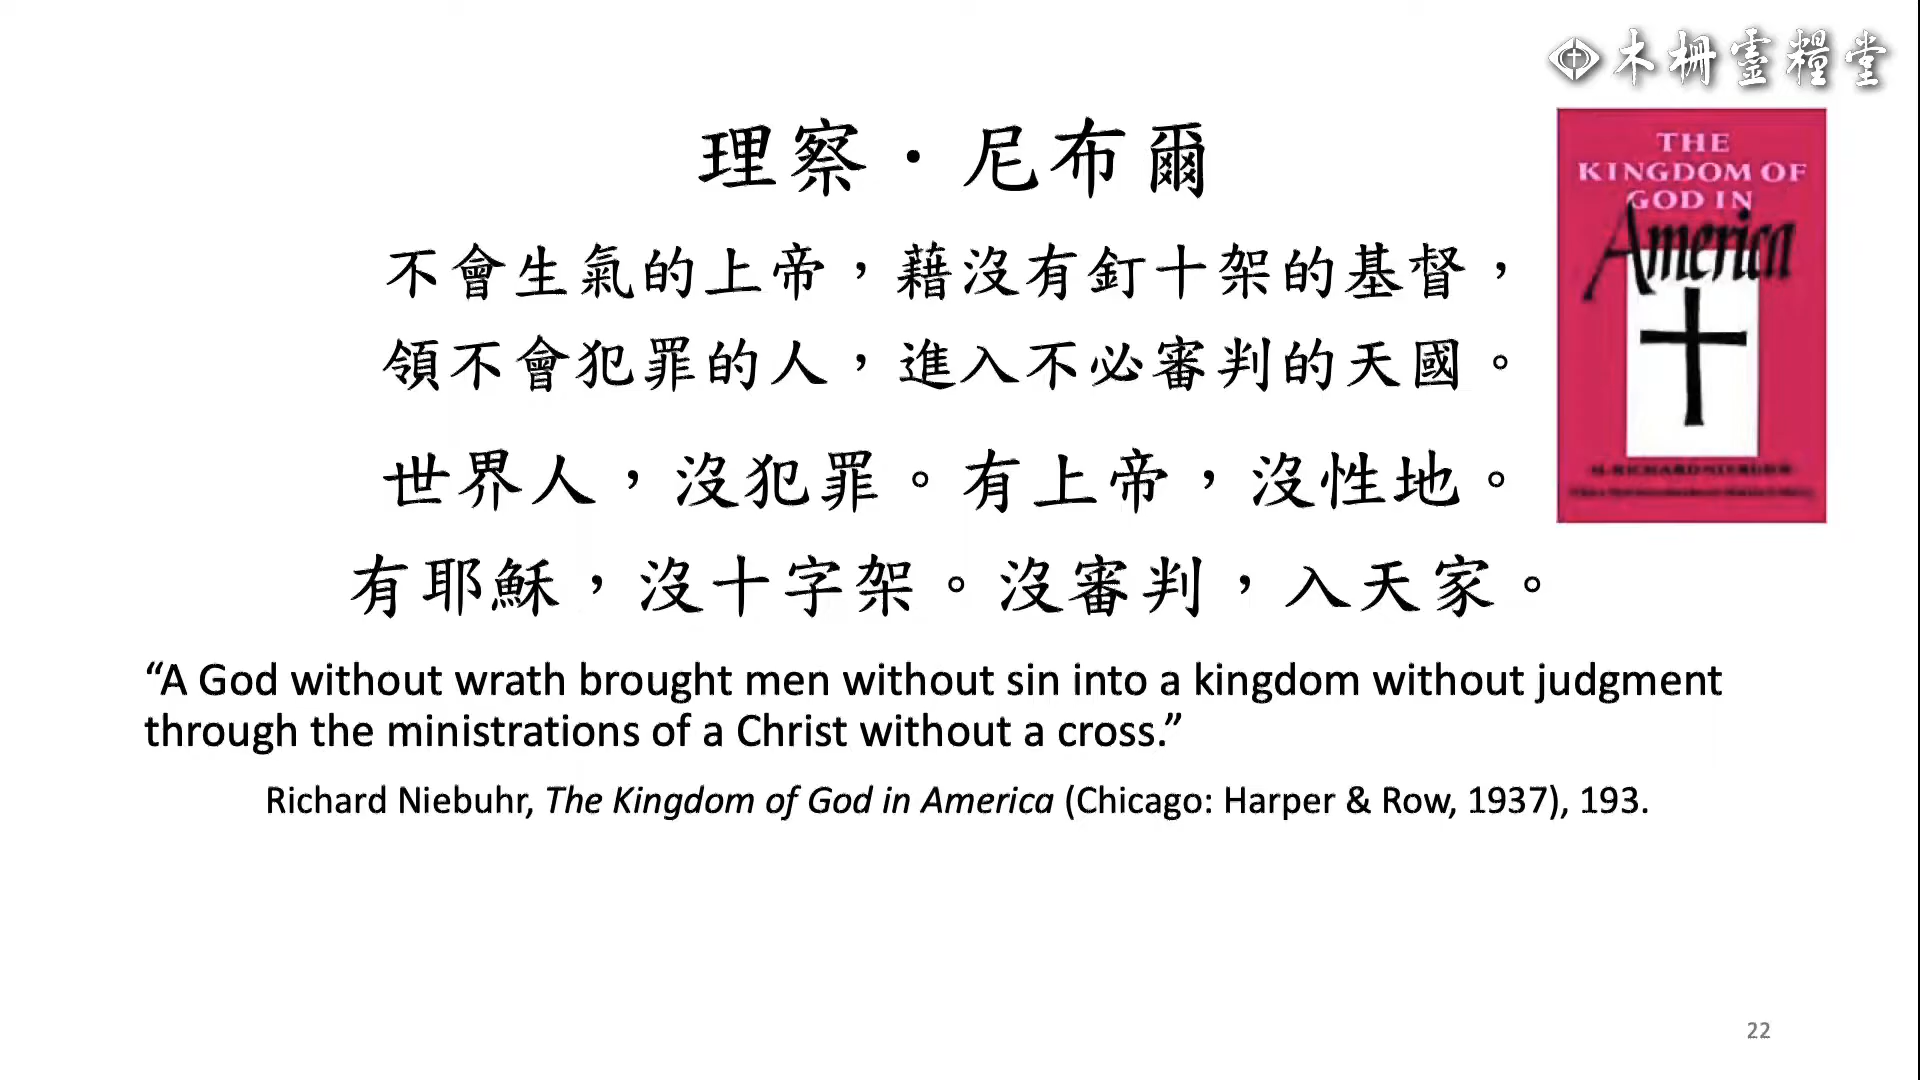 木柵靈糧堂
理察・尼布爾
THE
KINGDOM OF
GOD IN
America
H. RICHARD NIEBUHR
不會生氣的上帝，藉沒有釘十架的基督，
領不會犯罪的人，進入不必審判的天國。
世界人，沒犯罪。有上帝，沒性地。
有耶穌，沒十字架。沒審判，入天家。
“A God without wrath brought men without sin into a kingdom without judgment
through the ministrations of a Christ without a cross.”
Richard Niebuhr, The Kingdom of God in America (Chicago: Harper & Row, 1937), 193.
22